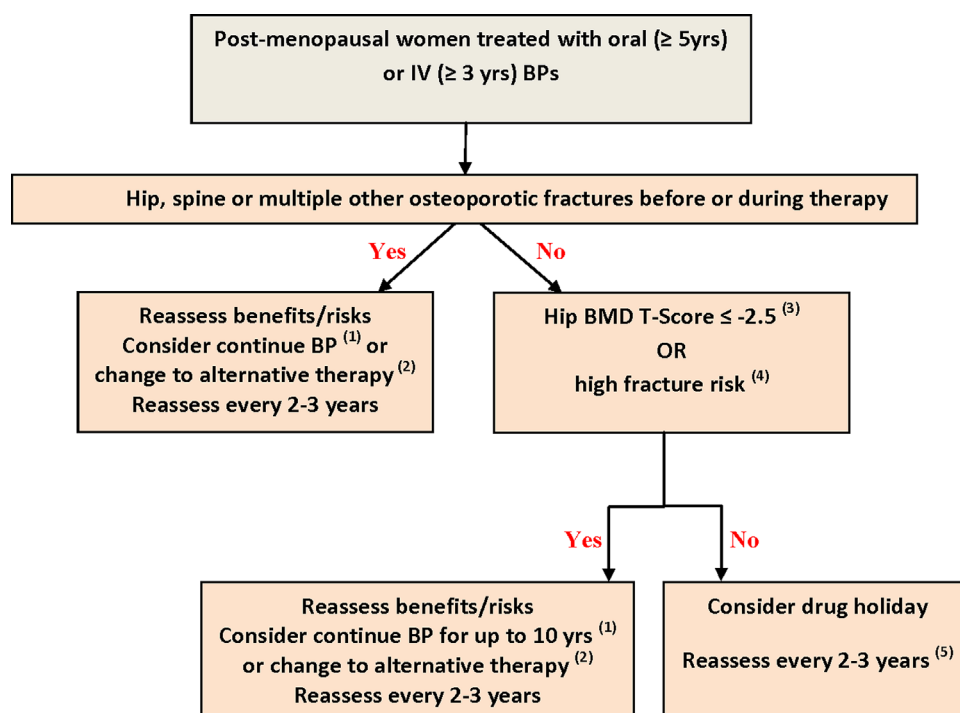 Post-menopausal women treated with oral (≥ 5yrs)
or IV (≥ 3 yrs) BPs
Hip, spine or multiple other osteoporotic fractures before or during therapy
Yes
No
Reassess benefits/risks
Consider continue BP (1) or
change to alternative therapy (2)
Reassess every 2-3 years
Hip BMD T-Score ≤ -2.5 (3)
OR
high fracture risk (4)
Yes
No
Reassess benefits/risks
Consider continue BP for up to 10 yrs (1)
or change to alternative therapy (2)
Reassess every 2-3 years
Consider drug holiday
Reassess every 2-3 years (5)